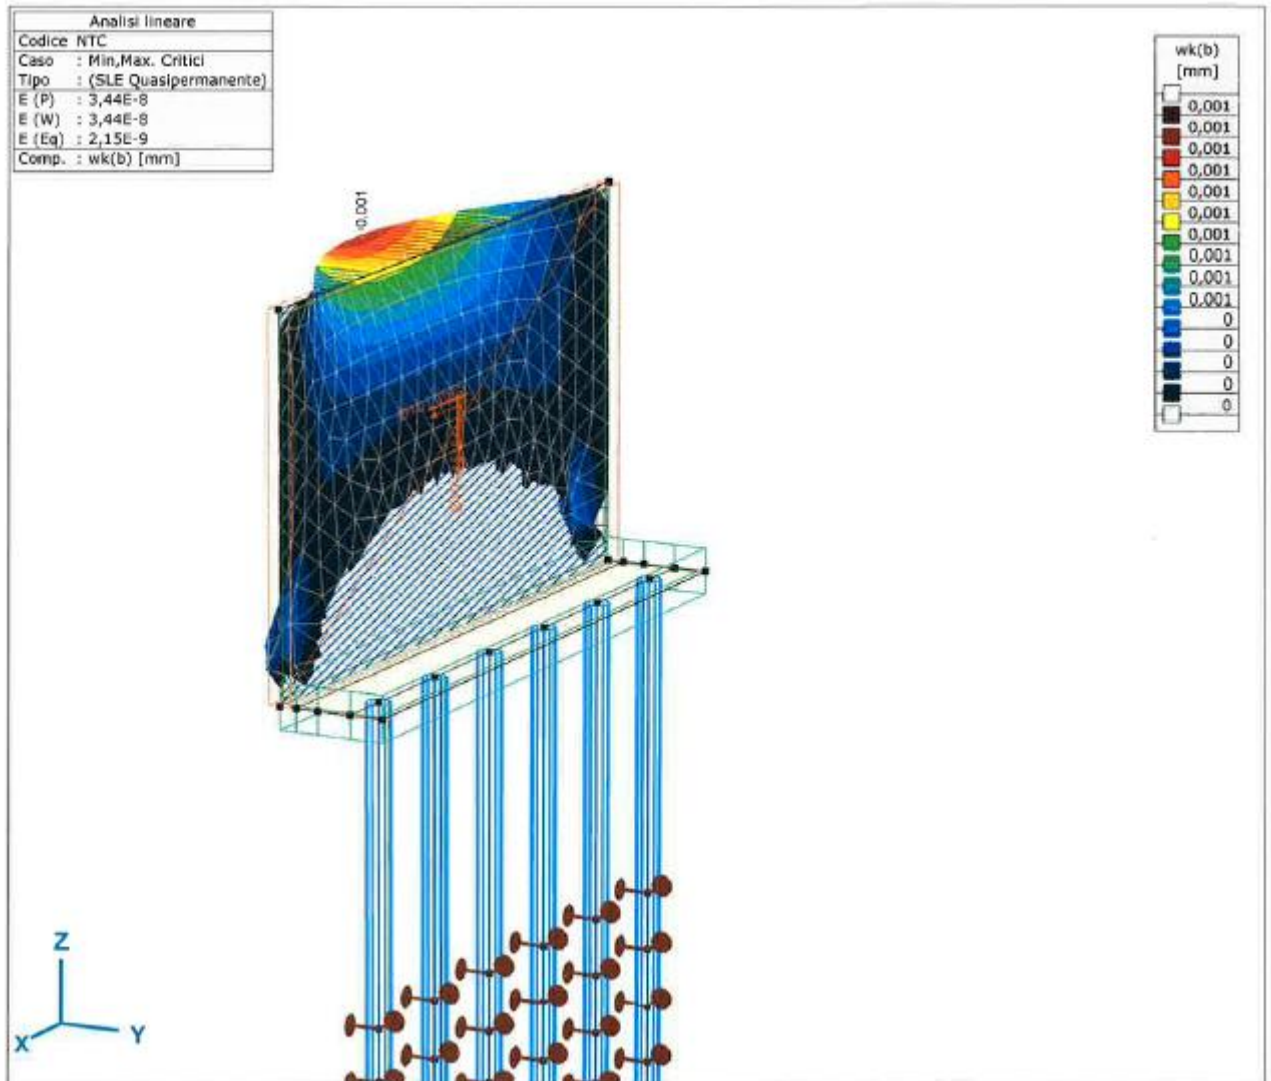 Analisi lineare
Codice NTC
Caso : Min,Max. Critici
Tipo : (SLE Quasipermanente)
E (P) : 3,44E-8
E (W) : 3,44E-8
E (Eq) : 2,15E-9
Comp. : wk(b) [mm]
wk(b)
[mm]
0,001
0,001
0,001
0,001
0,001
0,001
0,001
0,001
0,001
0,001
0
0
0
0
0
0.001
Z
X
Y